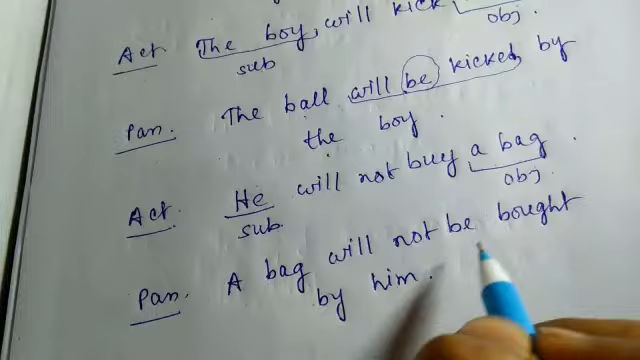 Act. The boy, will kick
sub obj.
Pas. The ball will be kicked by
the boy.
Act. He will not buy a bag.
sub. obj.
Pas. A bag will not be bought
by him.